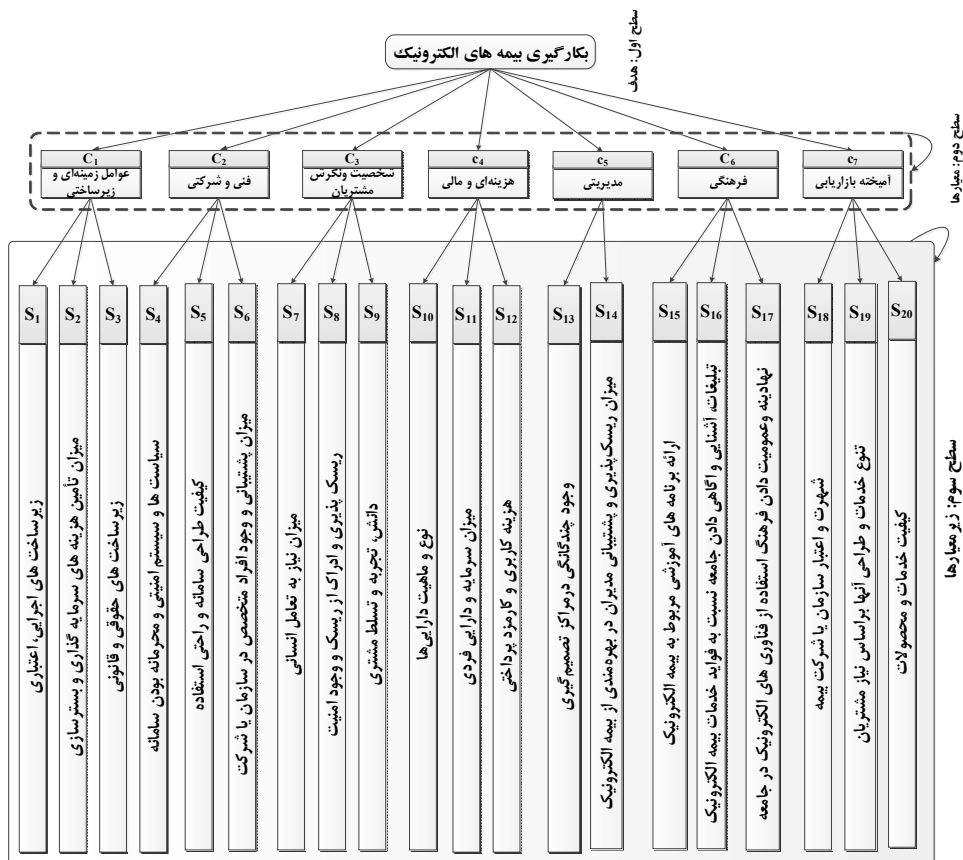 بکارگیری بیمه های الکترونیک
سطح اول: هدف
سطح دوم: معیارها
C1
عوامل زمینه‌ای و
زیرساختی
C2
فنی و شرکتی
C3
شخصیت ونگرش
مشتریان
c4
هزینه‌ای و مالی
c5
مدیریتی
C6
فرهنگی
c7
آمیخته بازاریابی
سطح سوم: زیر معیارها
S1
زیرساخت های اجرایی، اعتباری
S2
میزان تأمین هزینه های سرمایه گذاری و بسترسازی
S3
زیرساخت های حقوقی و قانونی
S4
سیاست ها و سیستم امنیتی و محرمانه بودن سامانه
S5
کیفیت طراحی سامانه و راحتی استفاده
S6
میزان پشتیبانی و وجود افراد متخصص در سازمان یا شرکت
S7
میزان نیاز به تعامل انسانی
S8
ریسک پذیری و ادراک از ریسک و وجود امنیت
S9
دانش، تجربه و تسلط مشتری
S10
نوع و ماهیت دارایی‌ها
S11
میزان سرمایه و دارایی فردی
S12
هزینه کاربری و کارمزد پرداختی
S13
وجود چندگانگی درمراکز تصمیم گیری
S14
میزان ریسک‌پذیری و پشتیبانی مدیران در بهره‌مندی از بیمه الکترونیک
S15
ارائه برنامه های آموزشی مربوط به بیمه الکترونیک
S16
تبلیغات، آشنایی و اگاهی دادن جامعه نسبت به فواید خدمات بیمه الکترونیک
S17
نهادینه وعمومیت دادن فرهنگ استفاده از فنآوری های الکترونیک در جامعه
S18
شهرت و اعتبار سازمان یا شرکت بیمه
S19
تنوع خدمات و طراحی آنها براساس نیاز مشتریان
S20
کیفیت خدمات و محصولات